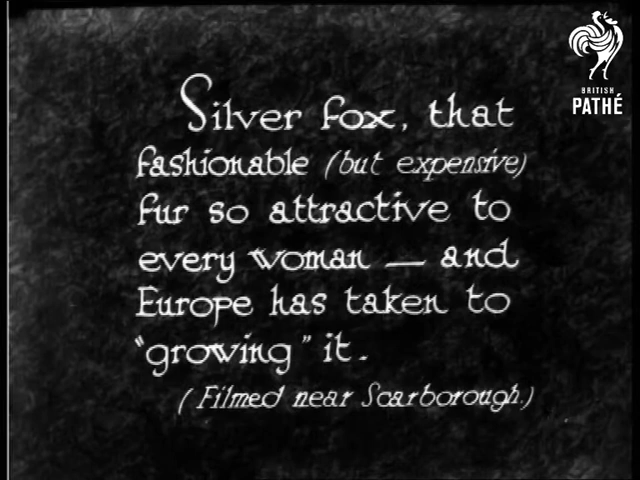 BRITISH
PATHÉ
Silver fox, that
fashionable (but expensive)
fur so attractive to
every woman — and
Europe has taken to
"growing" it.
(Filmed near Scarborough.)